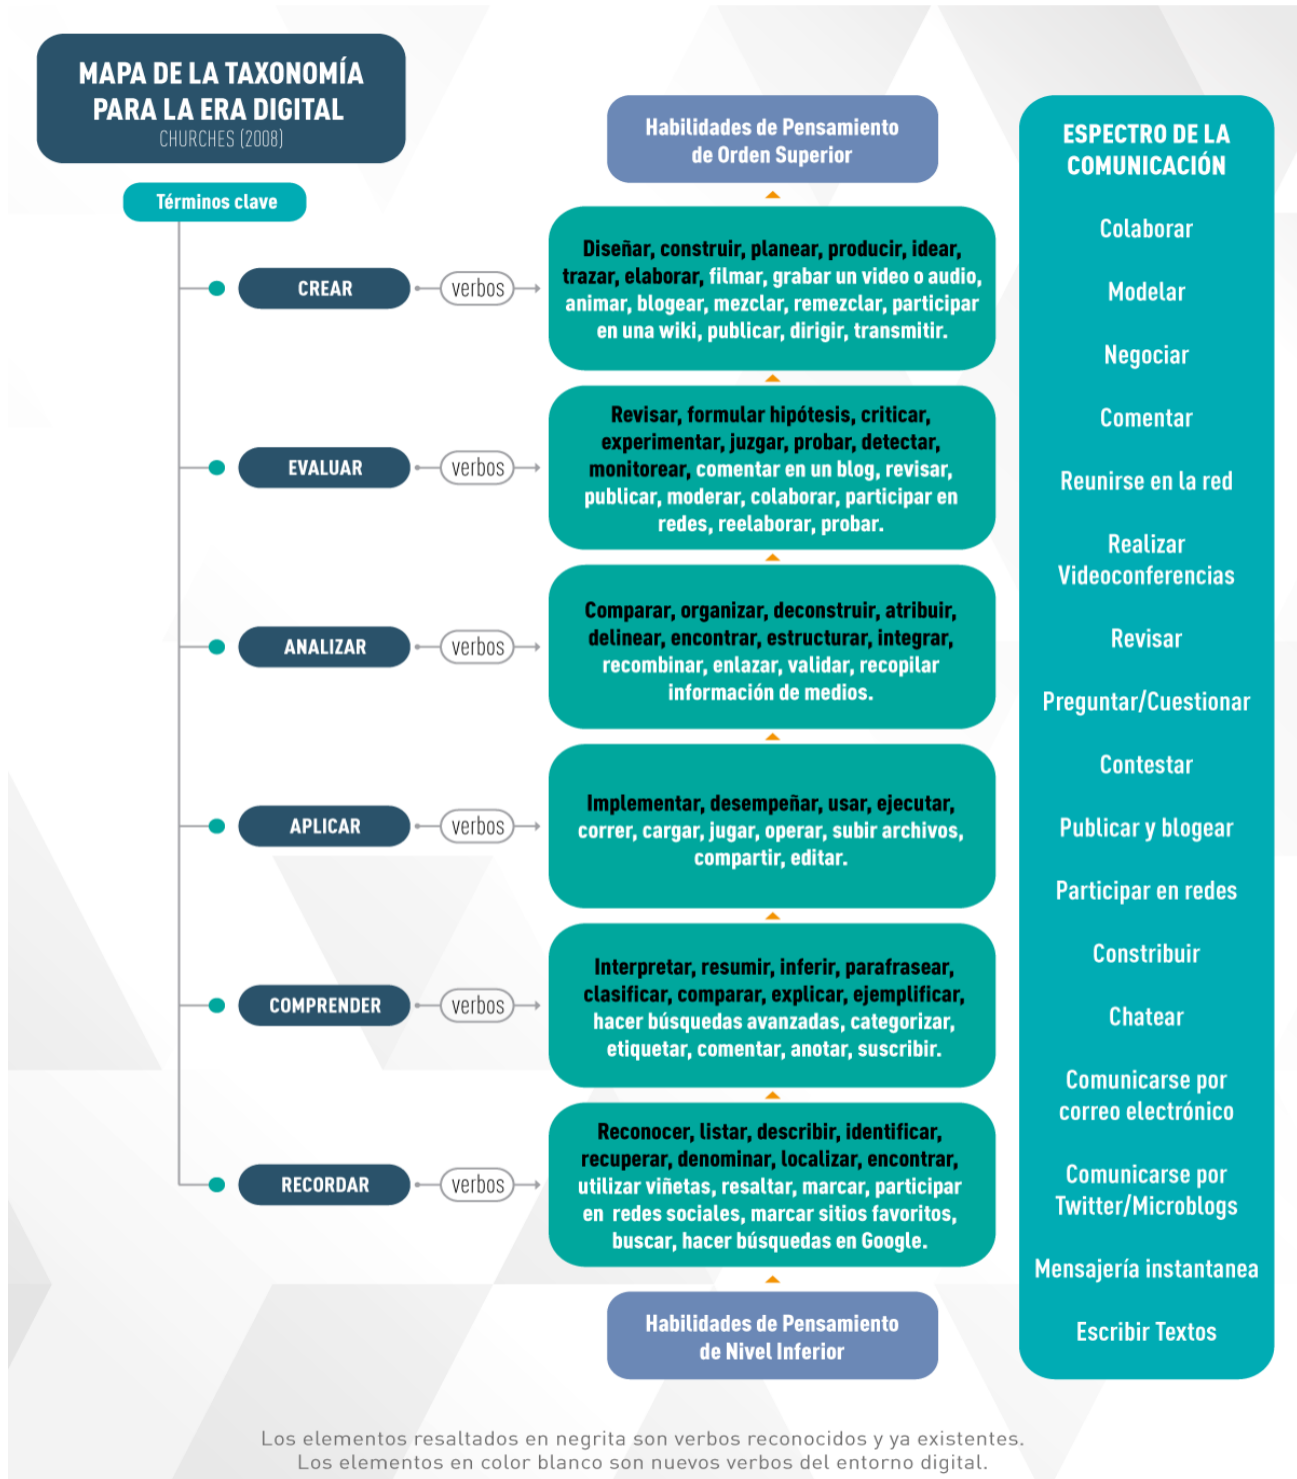 MAPA DE LA TAXONOMÍA
PARA LA ERA DIGITAL
CHURCHES (2008)
Términos clave
Habilidades de Pensamiento
de Orden Superior
CREAR
verbos
Diseñar, construir, planear, producir, idear,
trazar, elaborar, filmar, grabar un video o audio,
animar, blogear, mezclar, remezclar, participar
en una wiki, publicar, dirigir, transmitir.
EVALUAR
verbos
Revisar, formular hipótesis, criticar,
experimentar, juzgar, probar, detectar,
monitorear, comentar en un blog, revisar,
publicar, moderar, colaborar, participar en
redes, reelaborar, probar.
ANALIZAR
verbos
Comparar, organizar, deconstruir, atribuir,
delinear, encontrar, estructurar, integrar,
recombinar, enlazar, validar, recopilar
información de medios.
APLICAR
verbos
Implementar, desempeñar, usar, ejecutar,
correr, cargar, jugar, operar, subir archivos,
compartir, editar.
COMPRENDER
verbos
Interpretar, resumir, inferir, parafrasear,
clasificar, comparar, explicar, ejemplificar,
hacer búsquedas avanzadas, categorizar,
etiquetar, comentar, anotar, suscribir.
RECORDAR
verbos
Reconocer, listar, describir, identificar,
recuperar, denominar, localizar, encontrar,
utilizar viñetas, resaltar, marcar, participar
en redes sociales, marcar sitios favoritos,
buscar, hacer búsquedas en Google.
Habilidades de Pensamiento
de Nivel Inferior
ESPECTRO DE LA
COMUNICACIÓN
Colaborar
Modelar
Negociar
Comentar
Reunirse en la red
Realizar
Videoconferencias
Revisar
Preguntar/Cuestionar
Contestar
Publicar y blogear
Participar en redes
Constribuir
Chatear
Comunicarse por
correo electrónico
Comunicarse por
Twitter/Microblogs
Mensajería instantanea
Escribir Textos
Los elementos resaltados en negrita son verbos reconocidos y ya existentes.
Los elementos en color blanco son nuevos verbos del entorno digital.